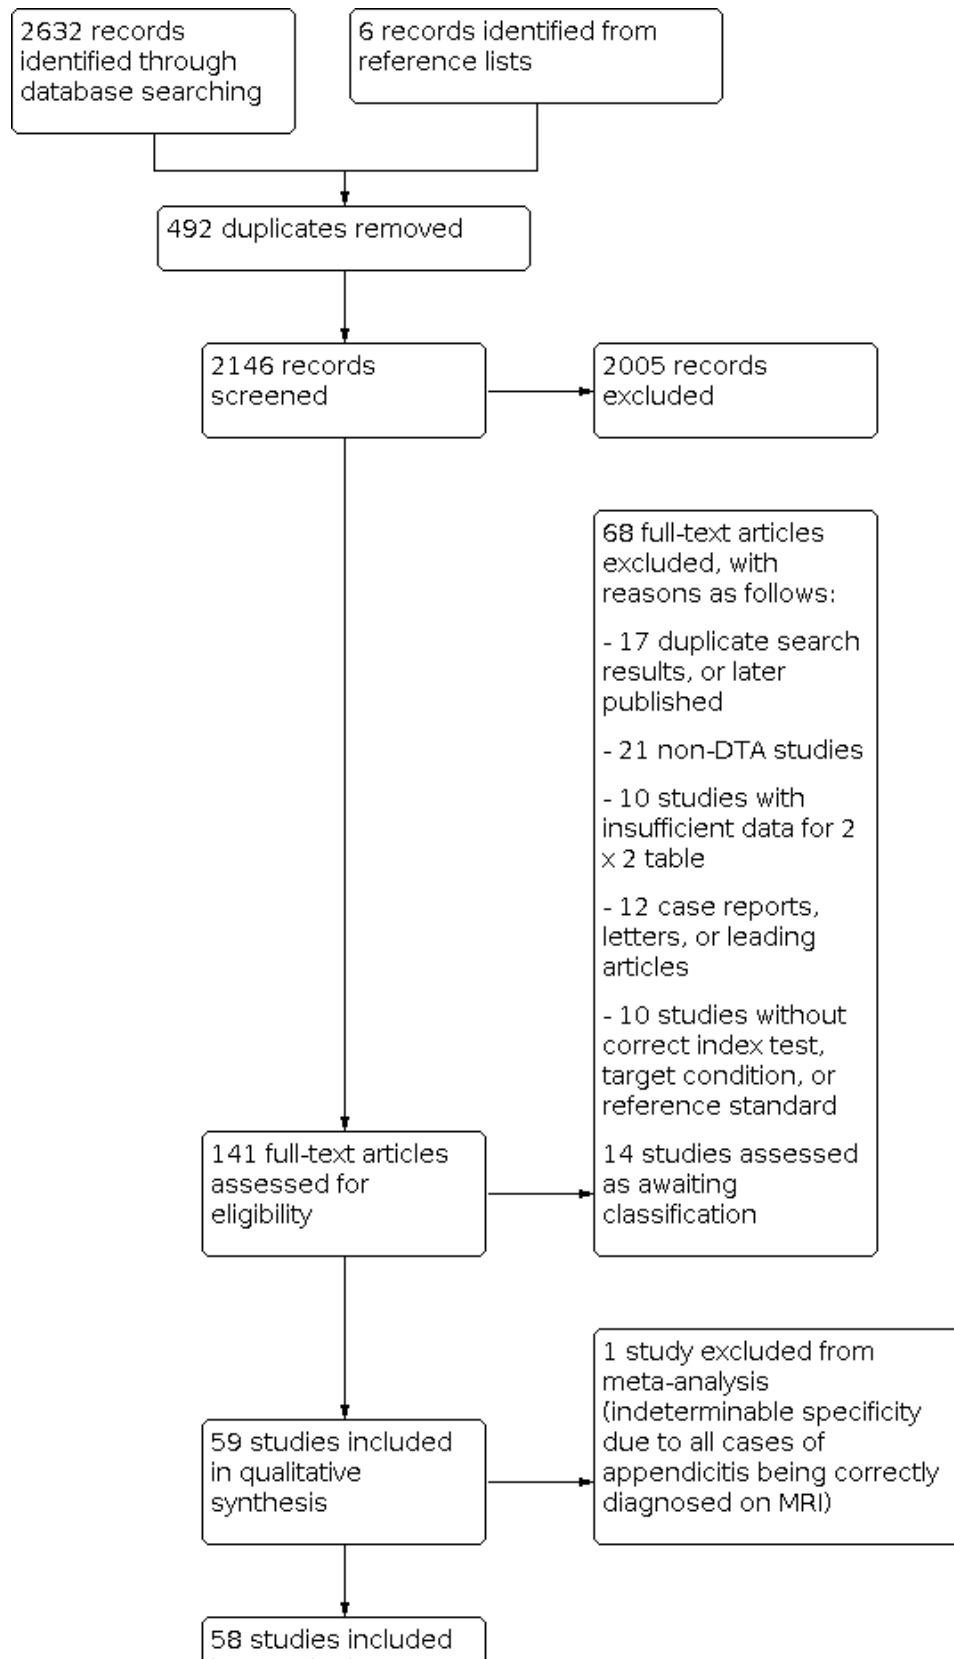 2632 records
identified through
database searching
6 records identified from
reference lists
492 duplicates removed
2146 records
screened
2005 records
excluded
68 full-text articles
excluded, with
reasons as follows:
- 17 duplicate search
results, or later
published
- 21 non-DTA studies
- 10 studies with
insufficient data for 2
x 2 table
- 12 case reports,
letters, or leading
articles
- 10 studies without
correct index test,
target condition, or
reference standard
14 studies assessed
as awaiting
classification
141 full-text articles
assessed for
eligibility
1 study excluded from
meta-analysis
(indeterminable specificity
due to all cases of
appendicitis being correctly
diagnosed on MRI)
59 studies included
in qualitative
synthesis
58 studies included